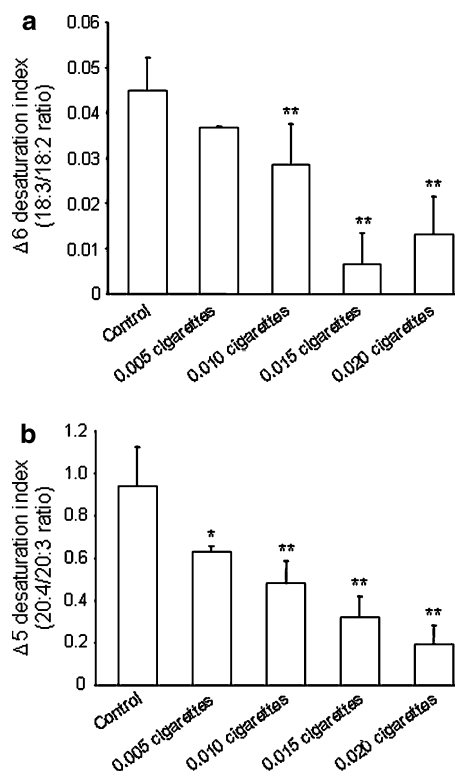 a
Δ6 desaturation index
(18:3/18:2 ratio)
0.06
0.05
0.04
0.03
0.02
0.01
0
**
**
**
Control
0.005 cigarettes
0.010 cigarettes
0.015 cigarettes
0.020 cigarettes
b
Δ5 desaturation index
(20:4/20:3 ratio)
1.2
1.0
0.8
0.6
0.4
0.2
0
*
**
**
**
Control
0.005 cigarettes
0.010 cigarettes
0.015 cigarettes
0.020 cigarettes